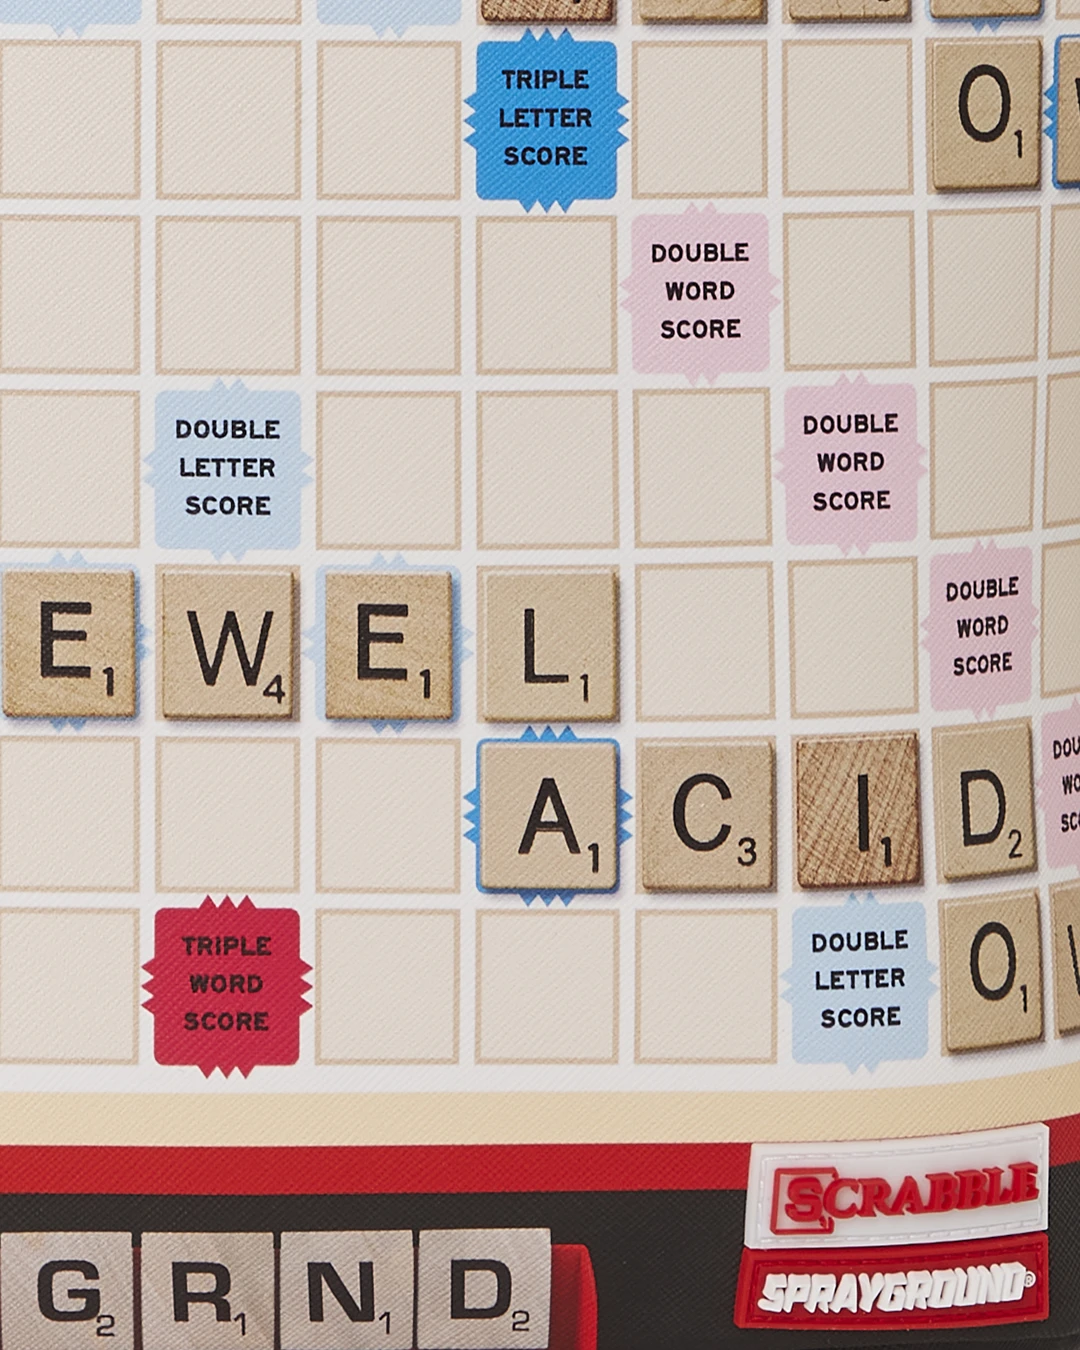 TRIPLE
LETTER
SCORE
O1
DOUBLE
WORD
SCORE
DOUBLE
LETTER
SCORE
DOUBLE
WORD
SCORE
DOUBLE
WORD
SCORE
E1 W4 E1 L1
A1 C3 I1 D2
TRIPLE
WORD
SCORE
DOUBLE
LETTER
SCORE
O1
SCRABBLE
SPRAYGROUND®
G2 R1 N1 D2